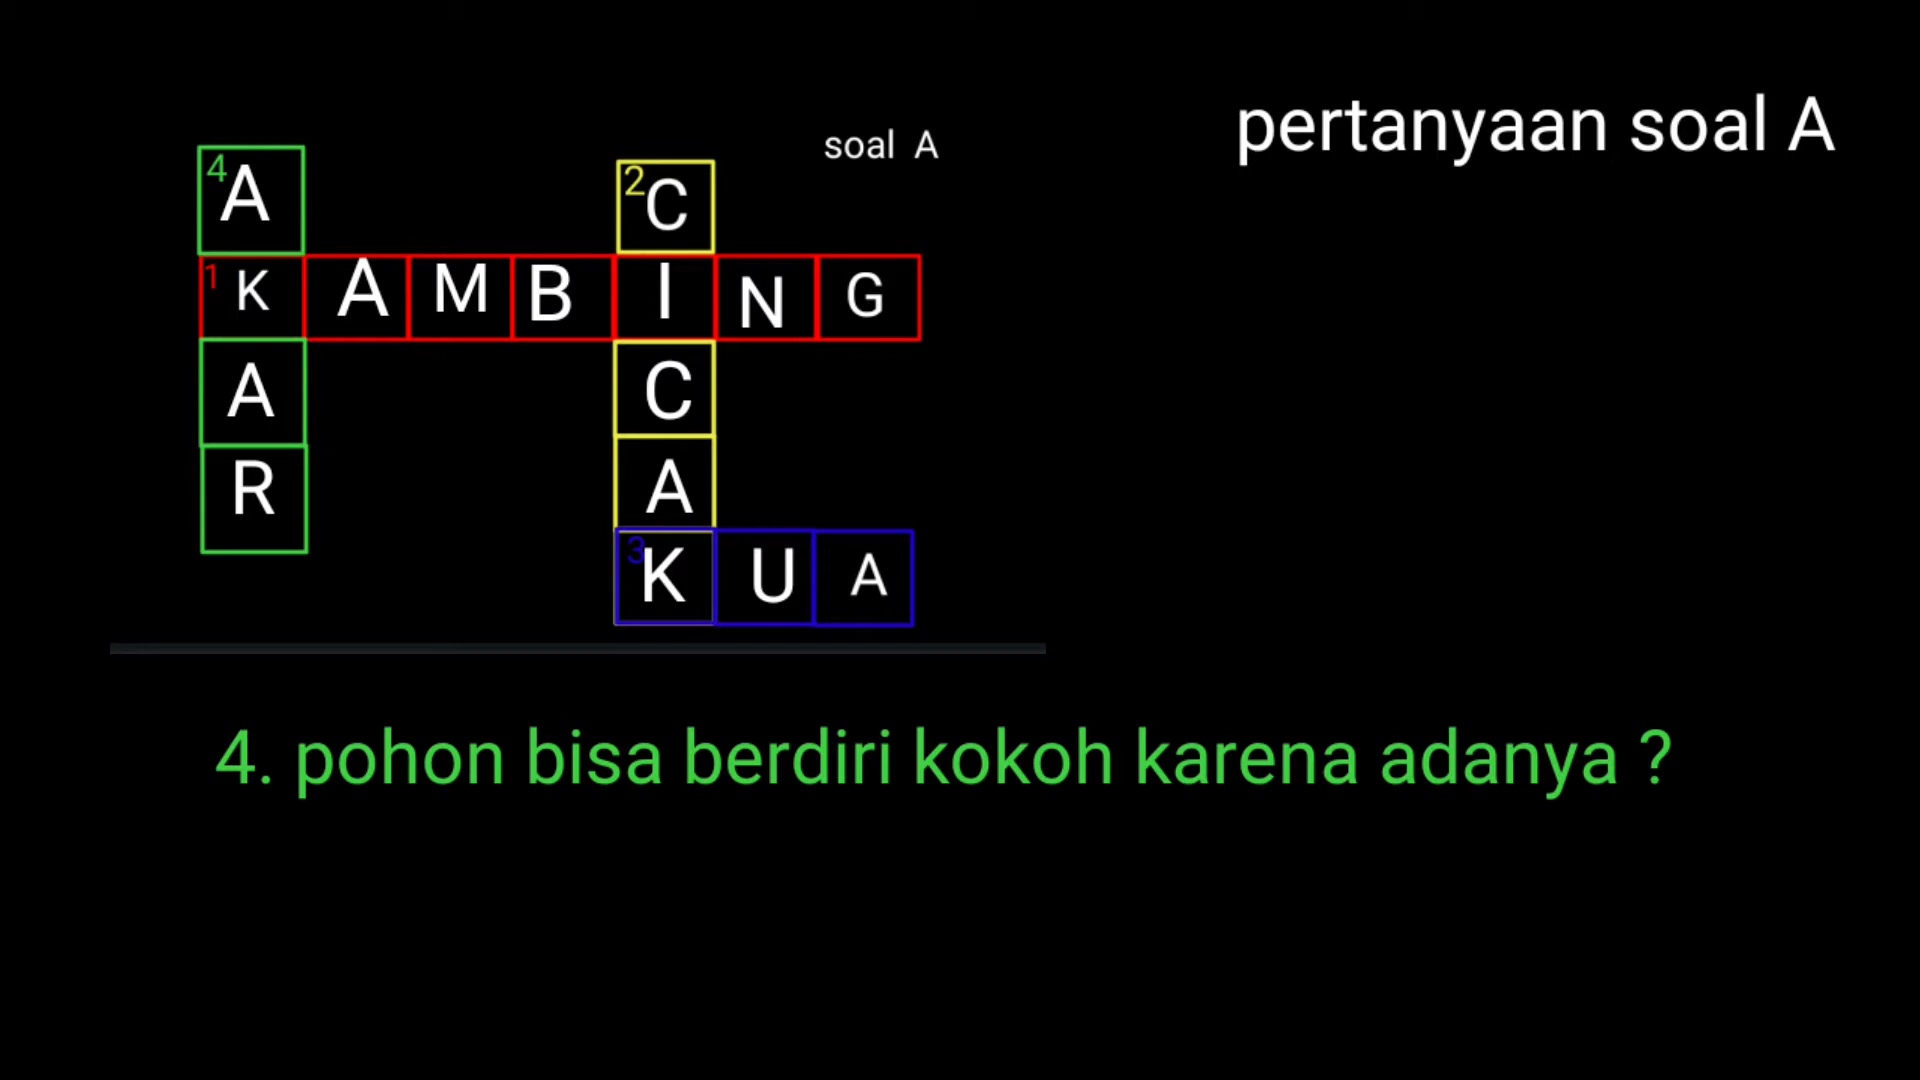 pertanyaan soal A
soal A
4 A
2 C
1 K A M B I N G
A C
R A
3 K U A
4. pohon bisa berdiri kokoh karena adanya ?